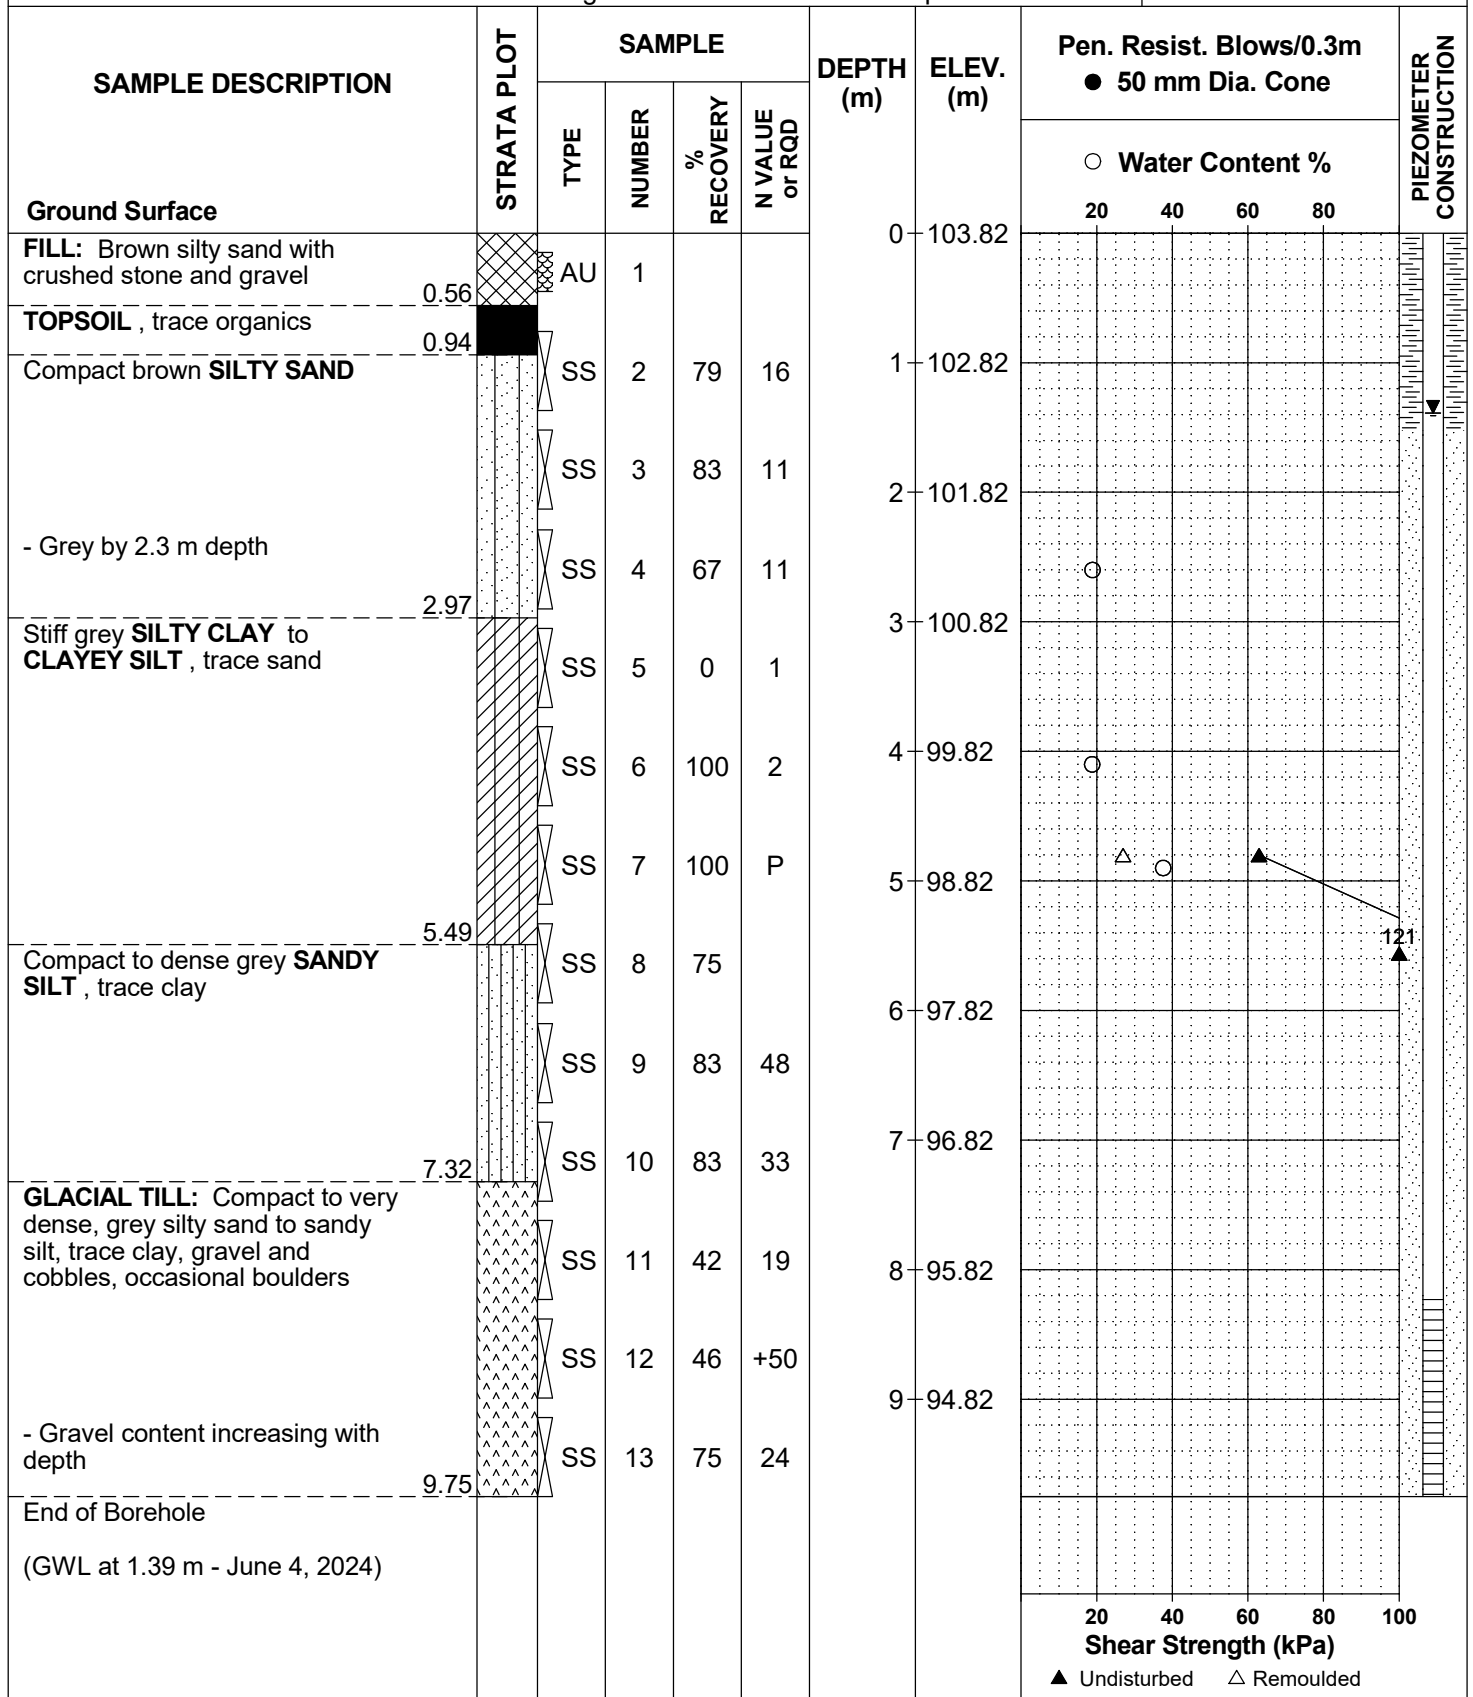 SAMPLE DESCRIPTION
STRATA PLOT
SAMPLE
TYPE
NUMBER
%
RECOVERY
N VALUE
or RQD
DEPTH
(m)
ELEV.
(m)
Pen. Resist. Blows/0.3m
● 50 mm Dia. Cone
○ Water Content %
20 40 60 80
PIEZOMETER
CONSTRUCTION
Ground Surface
0 103.82
FILL: Brown silty sand with
crushed stone and gravel
0.56
AU 1
TOPSOIL , trace organics
0.94
Compact brown SILTY SAND
SS 2 79 16
1 102.82
SS 3 83 11
2 101.82
- Grey by 2.3 m depth
SS 4 67 11
2.97
3 100.82
Stiff grey SILTY CLAY to
CLAYEY SILT , trace sand
SS 5 0 1
4 99.82
SS 6 100 2
SS 7 100 P
5 98.82
5.49
121
Compact to dense grey SANDY
SILT , trace clay
SS 8 75
6 97.82
SS 9 83 48
7 96.82
SS 10 83 33
7.32
GLACIAL TILL: Compact to very
dense, grey silty sand to sandy
silt, trace clay, gravel and
cobbles, occasional boulders
SS 11 42 19
8 95.82
SS 12 46 +50
9 94.82
- Gravel content increasing with
depth
SS 13 75 24
9.75
End of Borehole
(GWL at 1.39 m - June 4, 2024)
20 40 60 80 100
Shear Strength (kPa)
▲ Undisturbed △ Remoulded